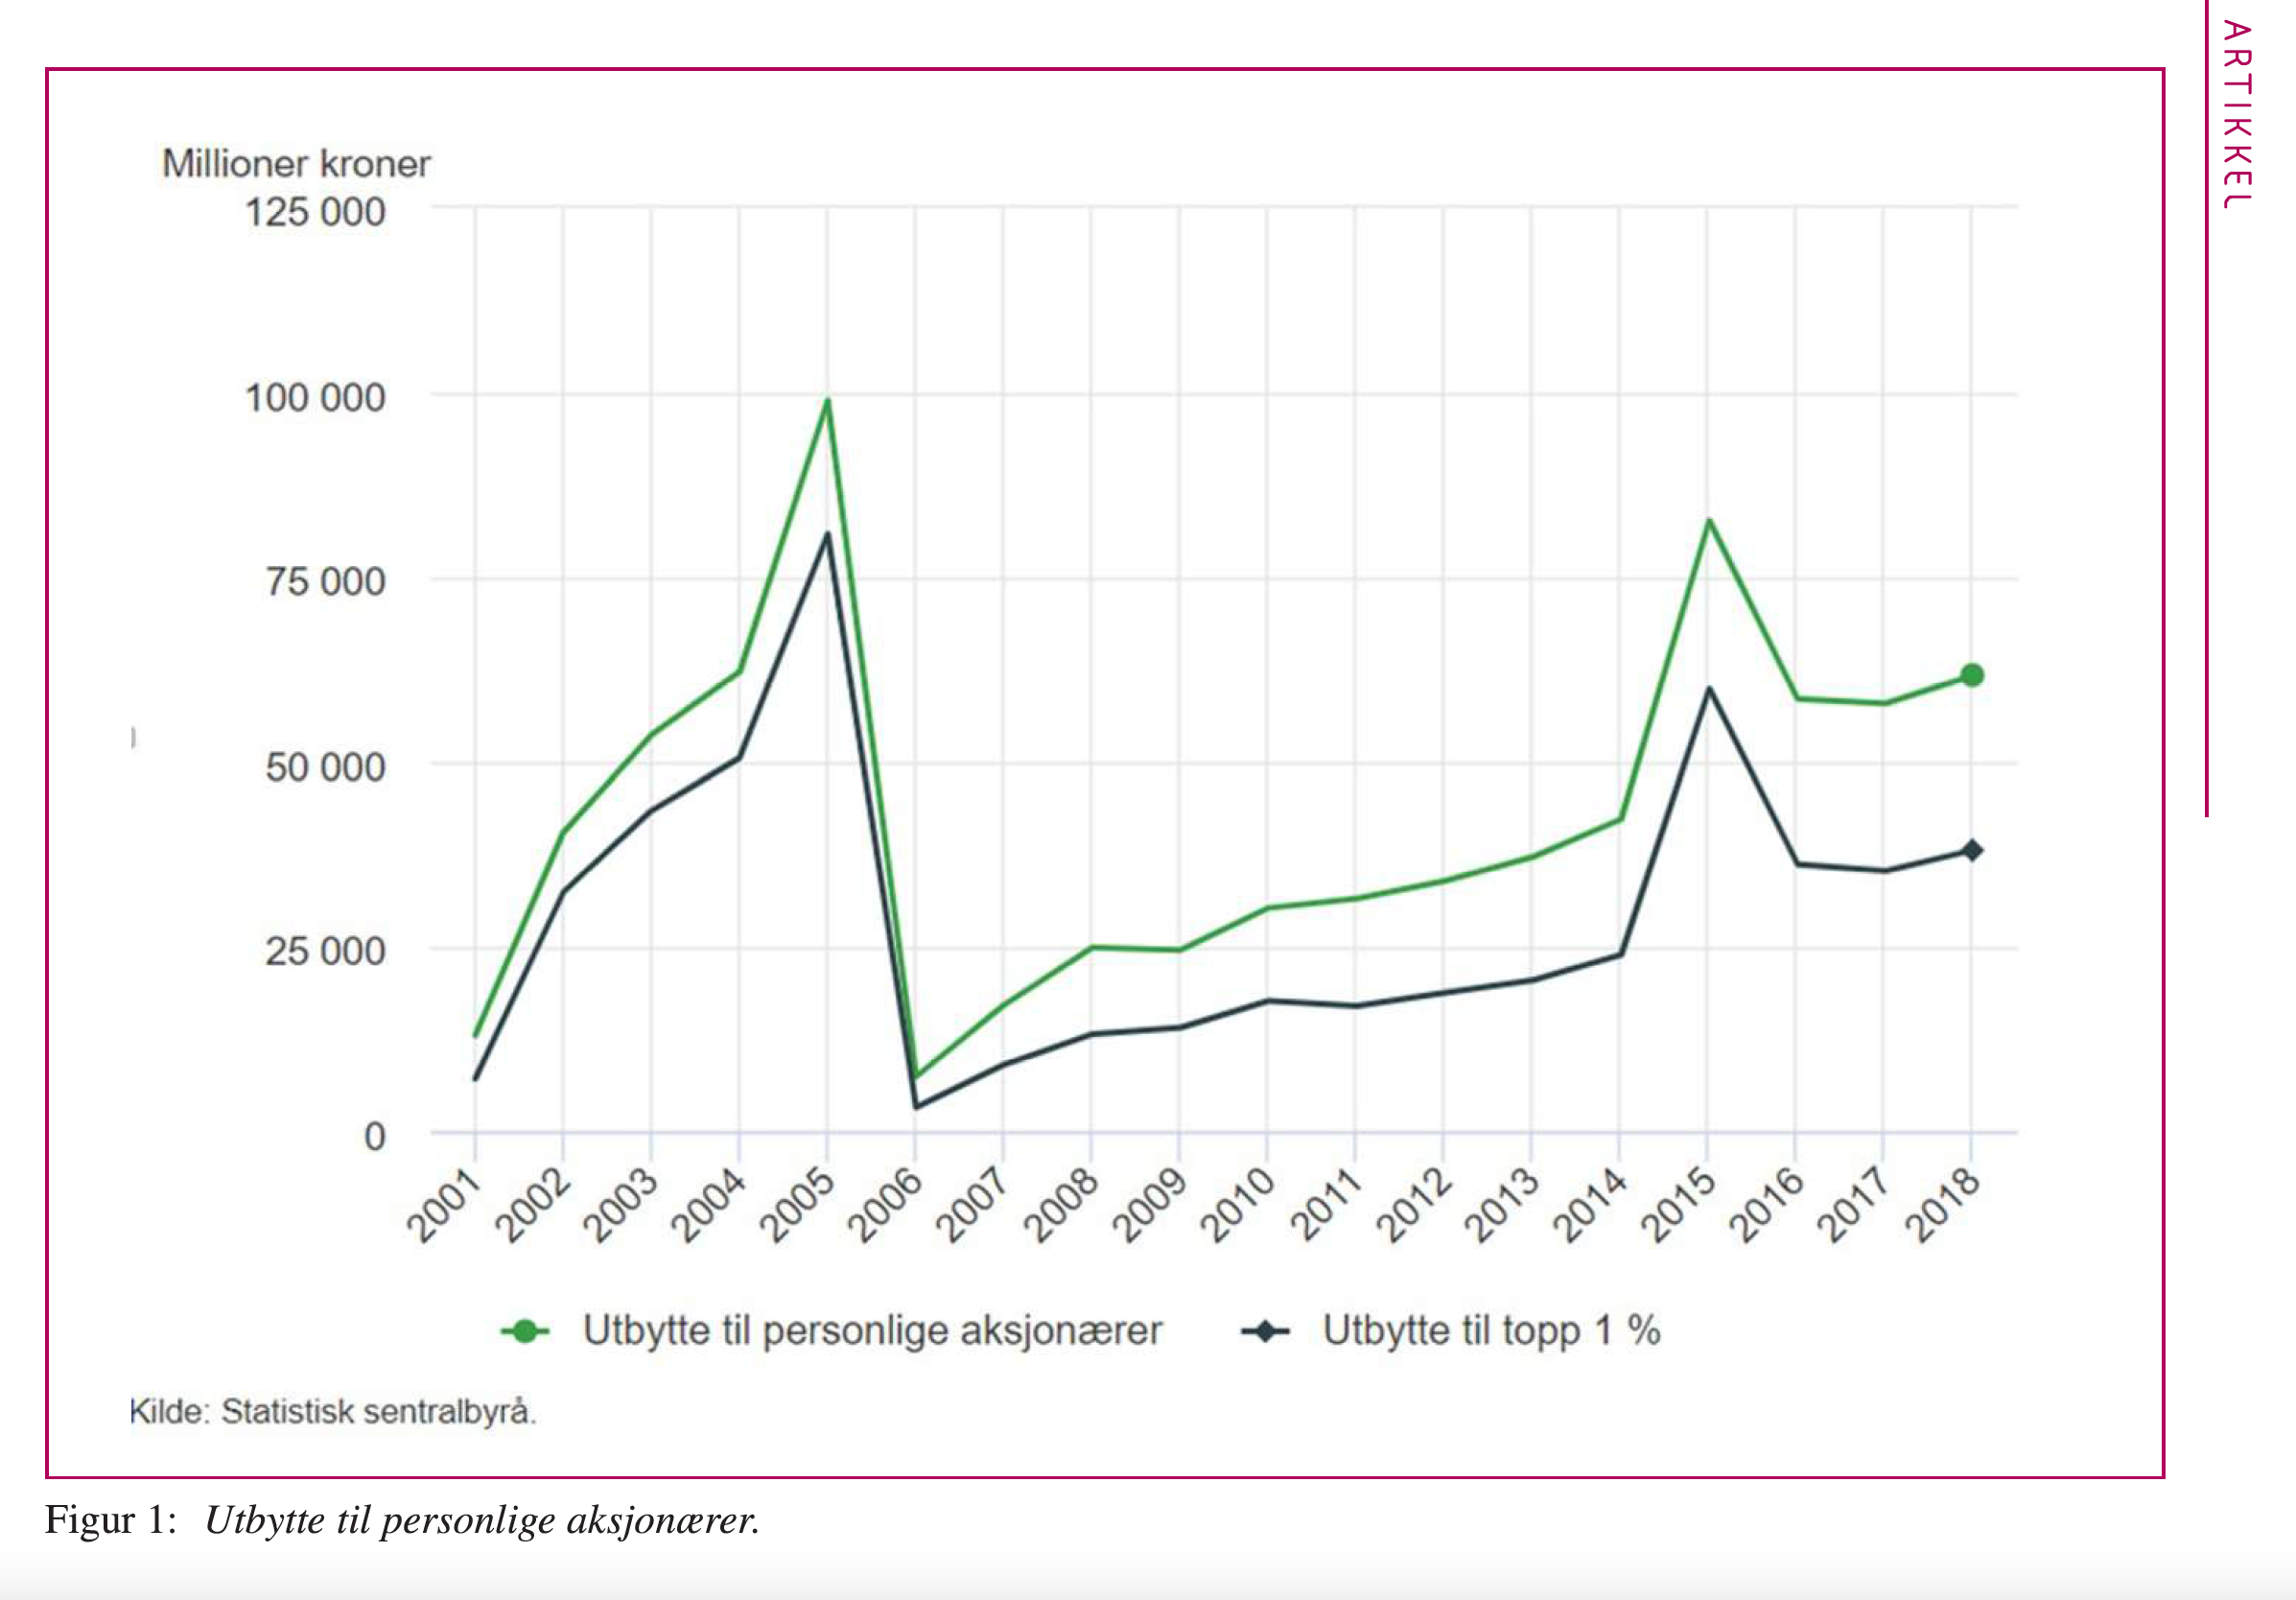 ARTIKKEL
Millioner kroner
125 000
100 000
75 000
50 000
25 000
0
2001 2002 2003 2004 2005 2006 2007 2008 2009 2010 2011 2012 2013 2014 2015 2016 2017 2018
Utbytte til personlige aksjonærer Utbytte til topp 1 %
Kilde: Statistisk sentralbyrå.
Figur 1: Utbytte til personlige aksjonærer.